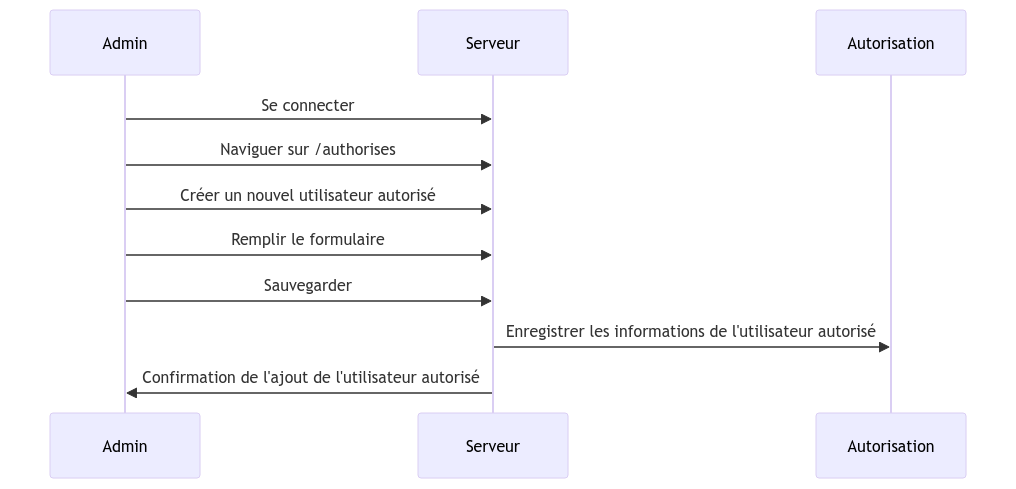 Admin
Serveur
Autorisation
Se connecter
Naviguer sur /authorises
Créer un nouvel utilisateur autorisé
Remplir le formulaire
Sauvegarder
Enregistrer les informations de l'utilisateur autorisé
Confirmation de l'ajout de l'utilisateur autorisé
Admin
Serveur
Autorisation